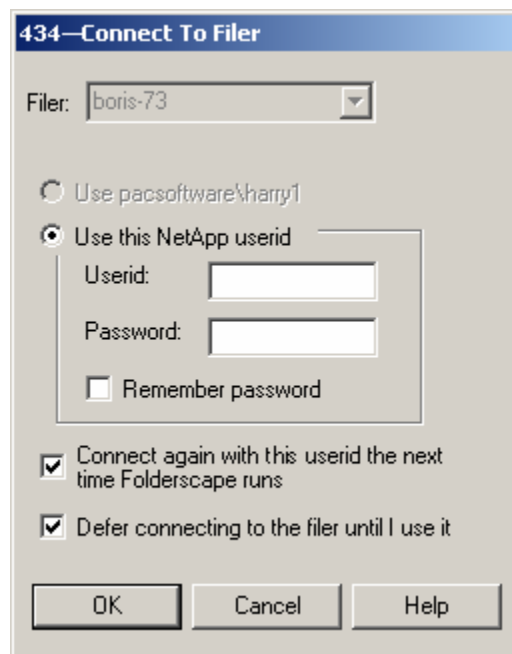 434—Connect To Filer
Filer: boris-73
Use pacsoftware\harry1
Use this NetApp userid
Userid:
Password:
Remember password
Connect again with this userid the next
time Folderscape runs
Defer connecting to the filer until I use it
OK Cancel Help